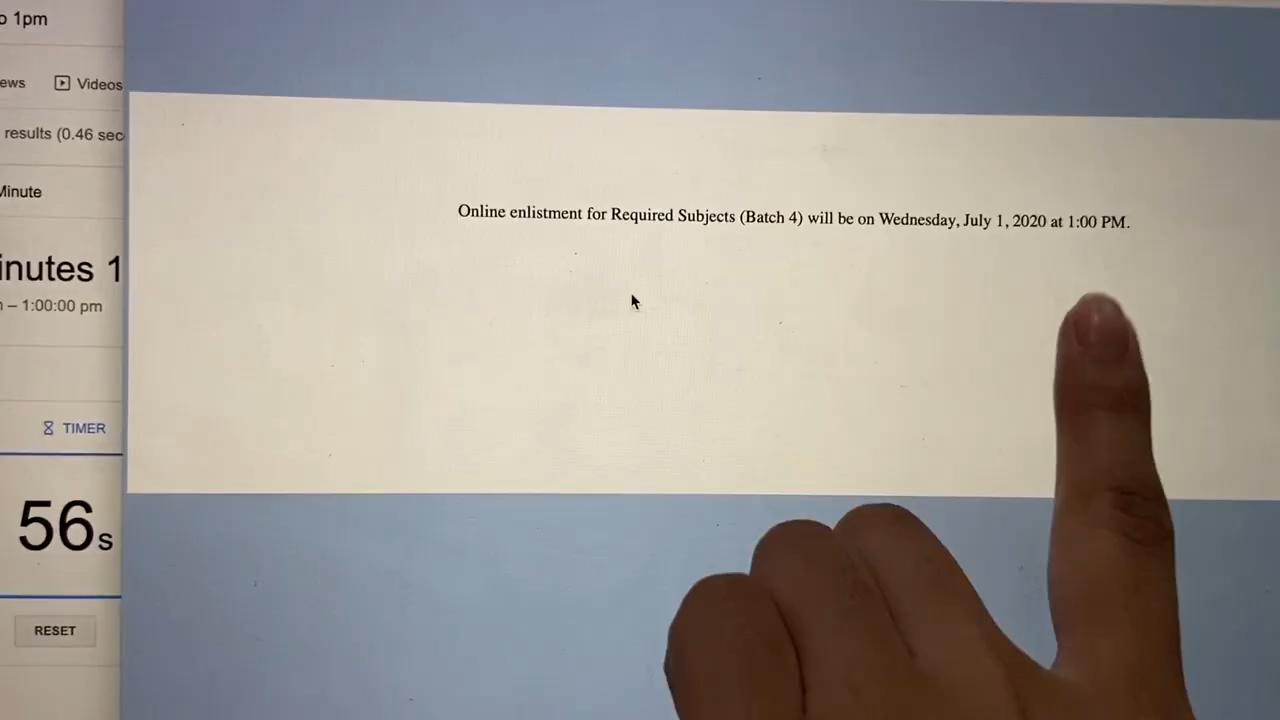 o 1pm
ews Videos
results (0.46 sec
Minute
inutes 1
– 1:00:00 pm
TIMER
56s
RESET
Online enlistment for Required Subjects (Batch 4) will be on Wednesday, July 1, 2020 at 1:00 PM.